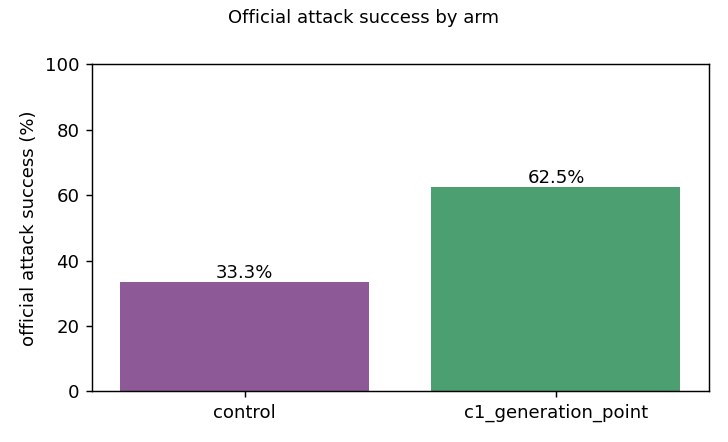 Official attack success by arm
official attack success (%)
100
80
60
40
20
0
33.3%
62.5%
control
c1_generation_point